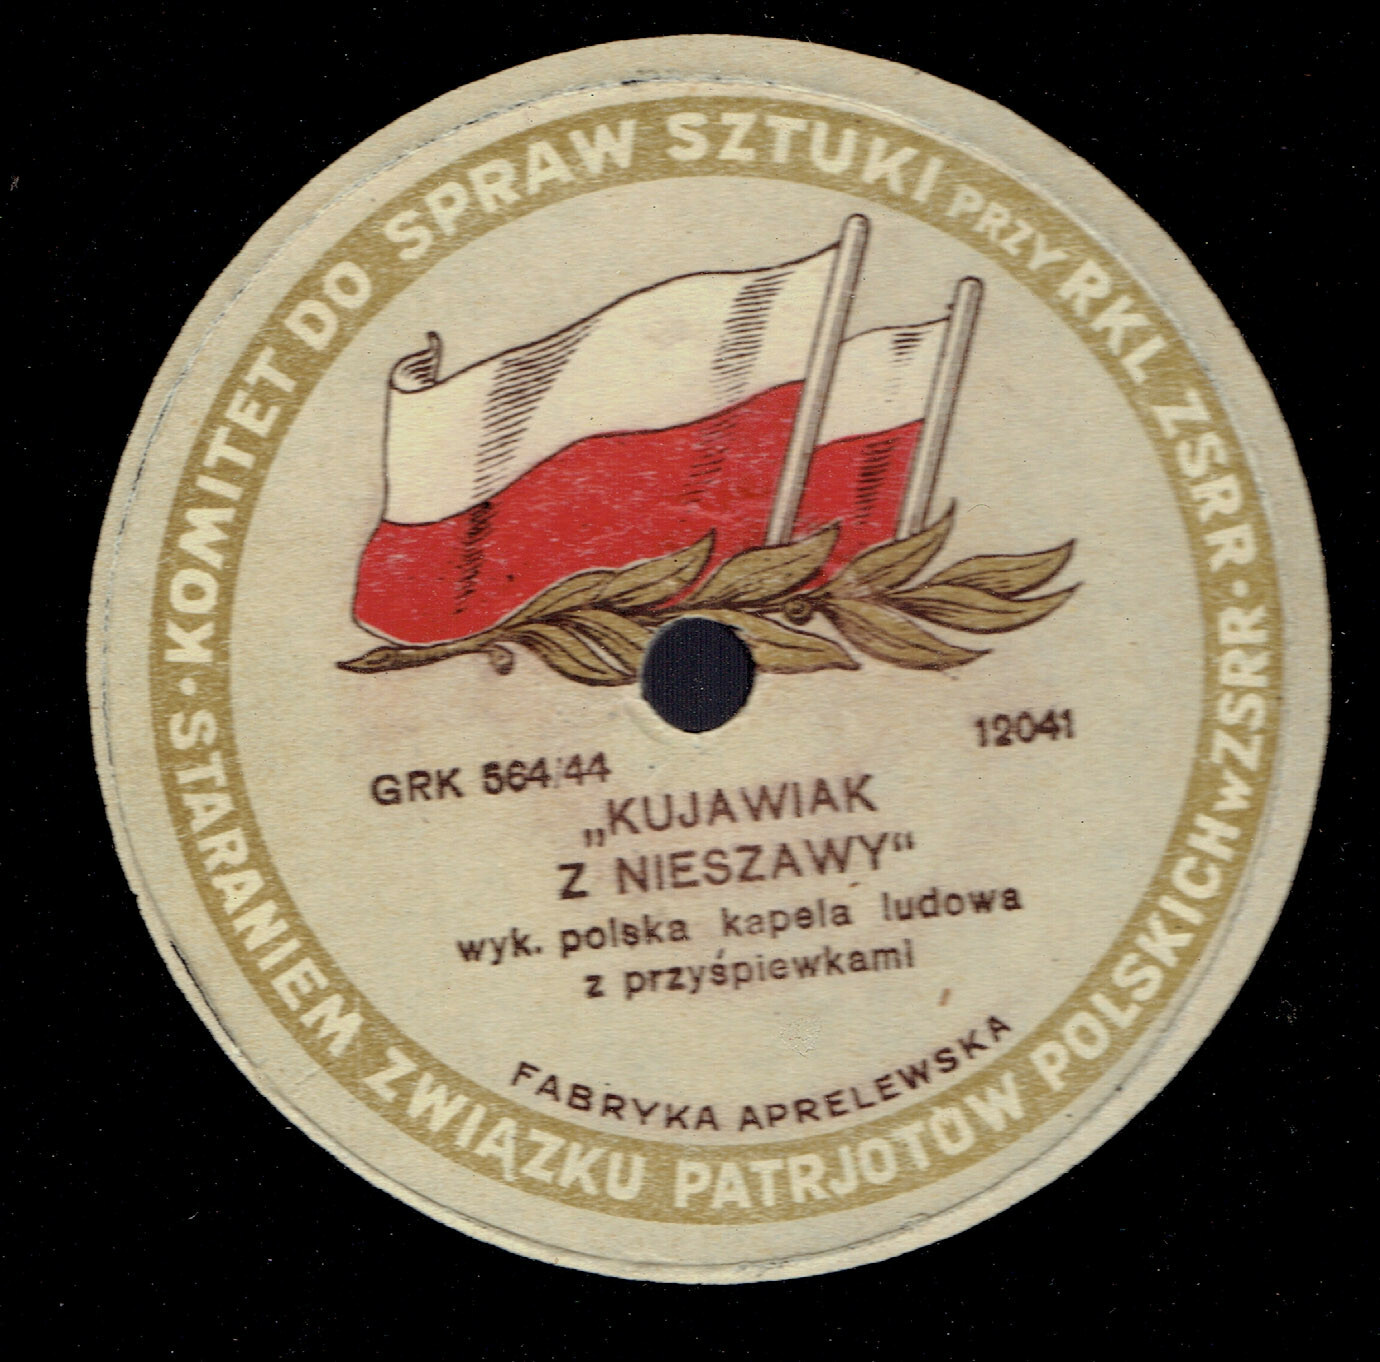 KOMITET DO SPRAW SZTUKI PRZY RKL ZSRR ·
STARANIEM ZWIĄZKU PATRJOTÓW POLSKICH W ZSRR ·
12041
GRK 564/44
„KUJAWIAK
Z NIESZAWY“
wyk. polska kapela ludowa
z przyśpiewkami
FABRYKA APRELEWSKA